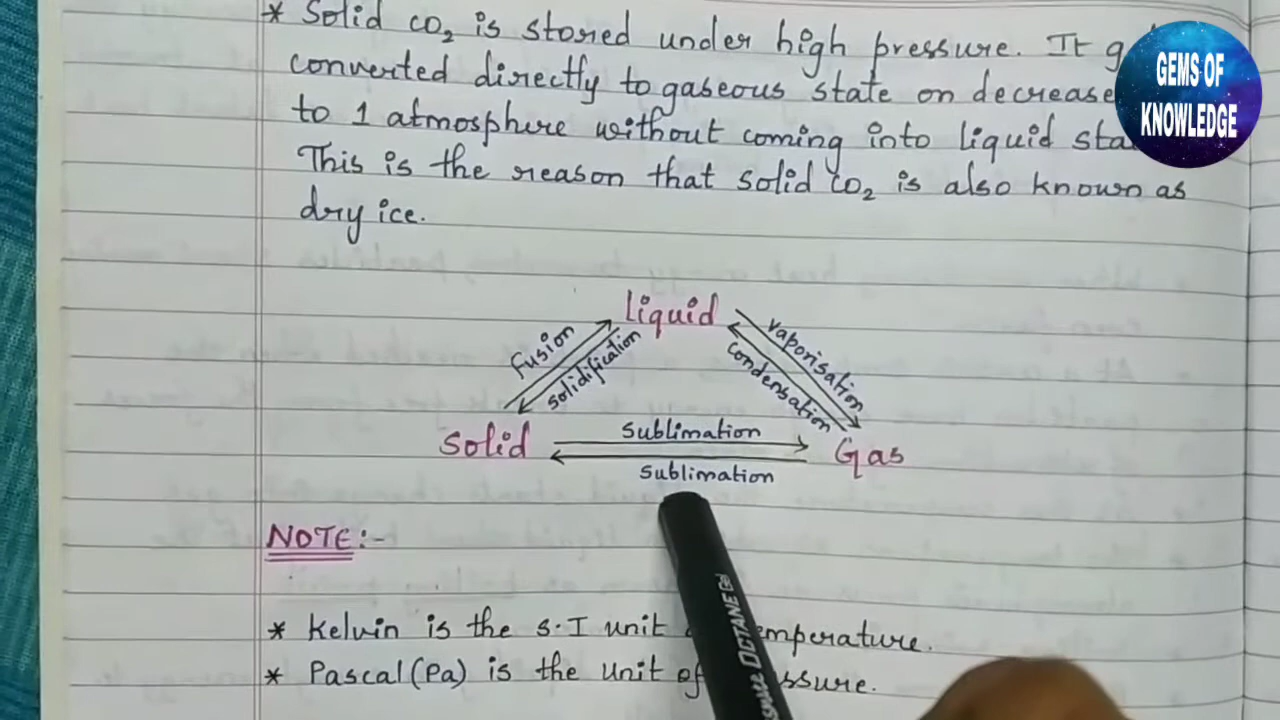 * Solid CO₂ is stored under high pressure. It
converted directly to gaseous state on decrease
to 1 atmosphere without coming into liquid
This is the reason that solid CO₂ is also known as
dry ice.
liquid
Fusion
Solidification
Vaporisation
Condensation
Solid
Sublimation
Sublimation
Gas
NOTE:-
* Kelvin is the S.I unit temperature.
* Pascal (Pa) is the unit of
OCTANE Gel
GEMS OF
KNOWLEDGE